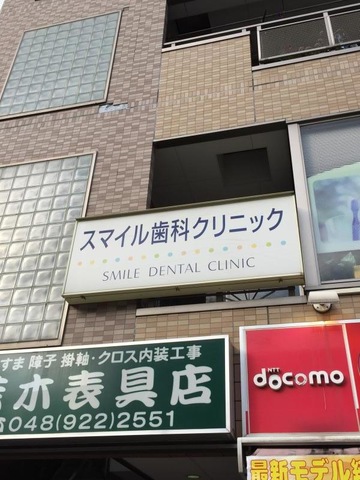 スマイル歯科クリニック
SMILE DENTAL CLINIC
すま 障子 掛軸・クロス内装工事
木表具店
048(922)2551
NTT
docomo
最新モデル